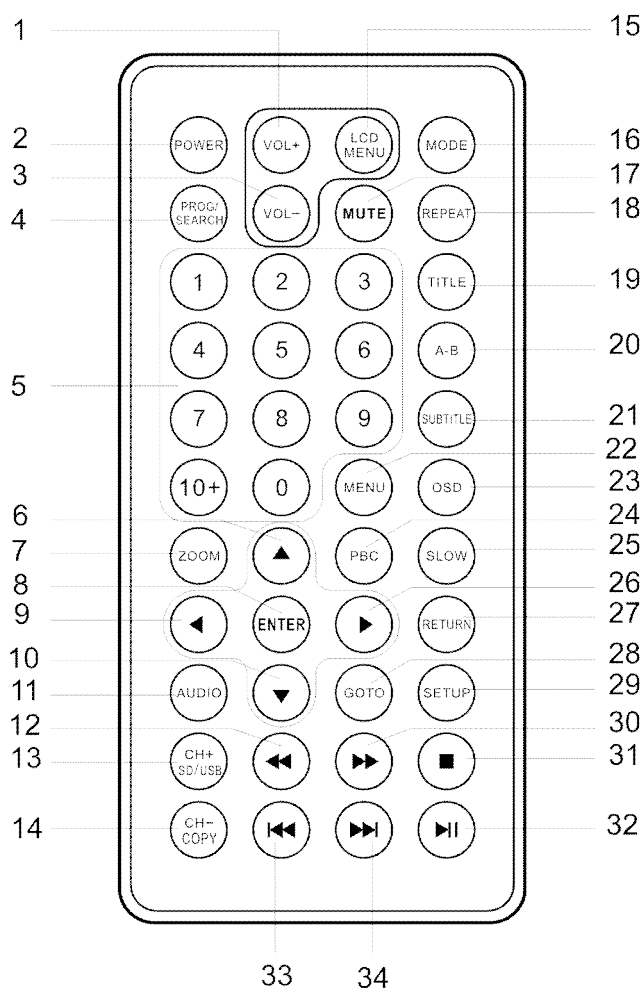 1
15
2
POWER
VOL+
LCD
MENU
MODE
16
3
17
4
PROG/
SEARCH
VOL−
MUTE
REPEAT
18
1
2
3
TITLE
19
4
5
6
A-B
20
5
7
8
9
SUBTITLE
21
22
10+
0
MENU
OSD
23
6
24
7
ZOOM
PBC
SLOW
25
8
26
9
ENTER
RETURN
27
10
28
11
AUDIO
GOTO
SETUP
29
12
30
13
CH+
SD/USB
31
14
CH−
COPY
32
33
34